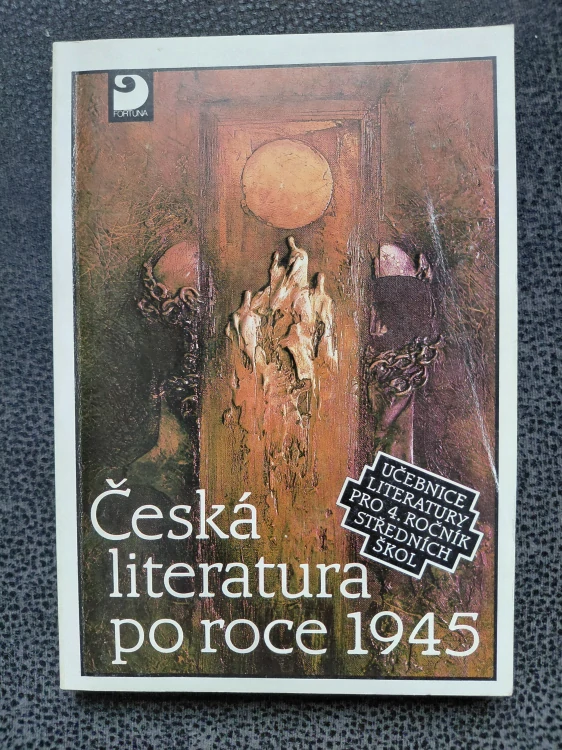 FORTUNA
UČEBNICE
LITERATURY
PRO 4. ROČNÍK
STŘEDNÍCH
ŠKOL
Česká
literatura
po roce 1945